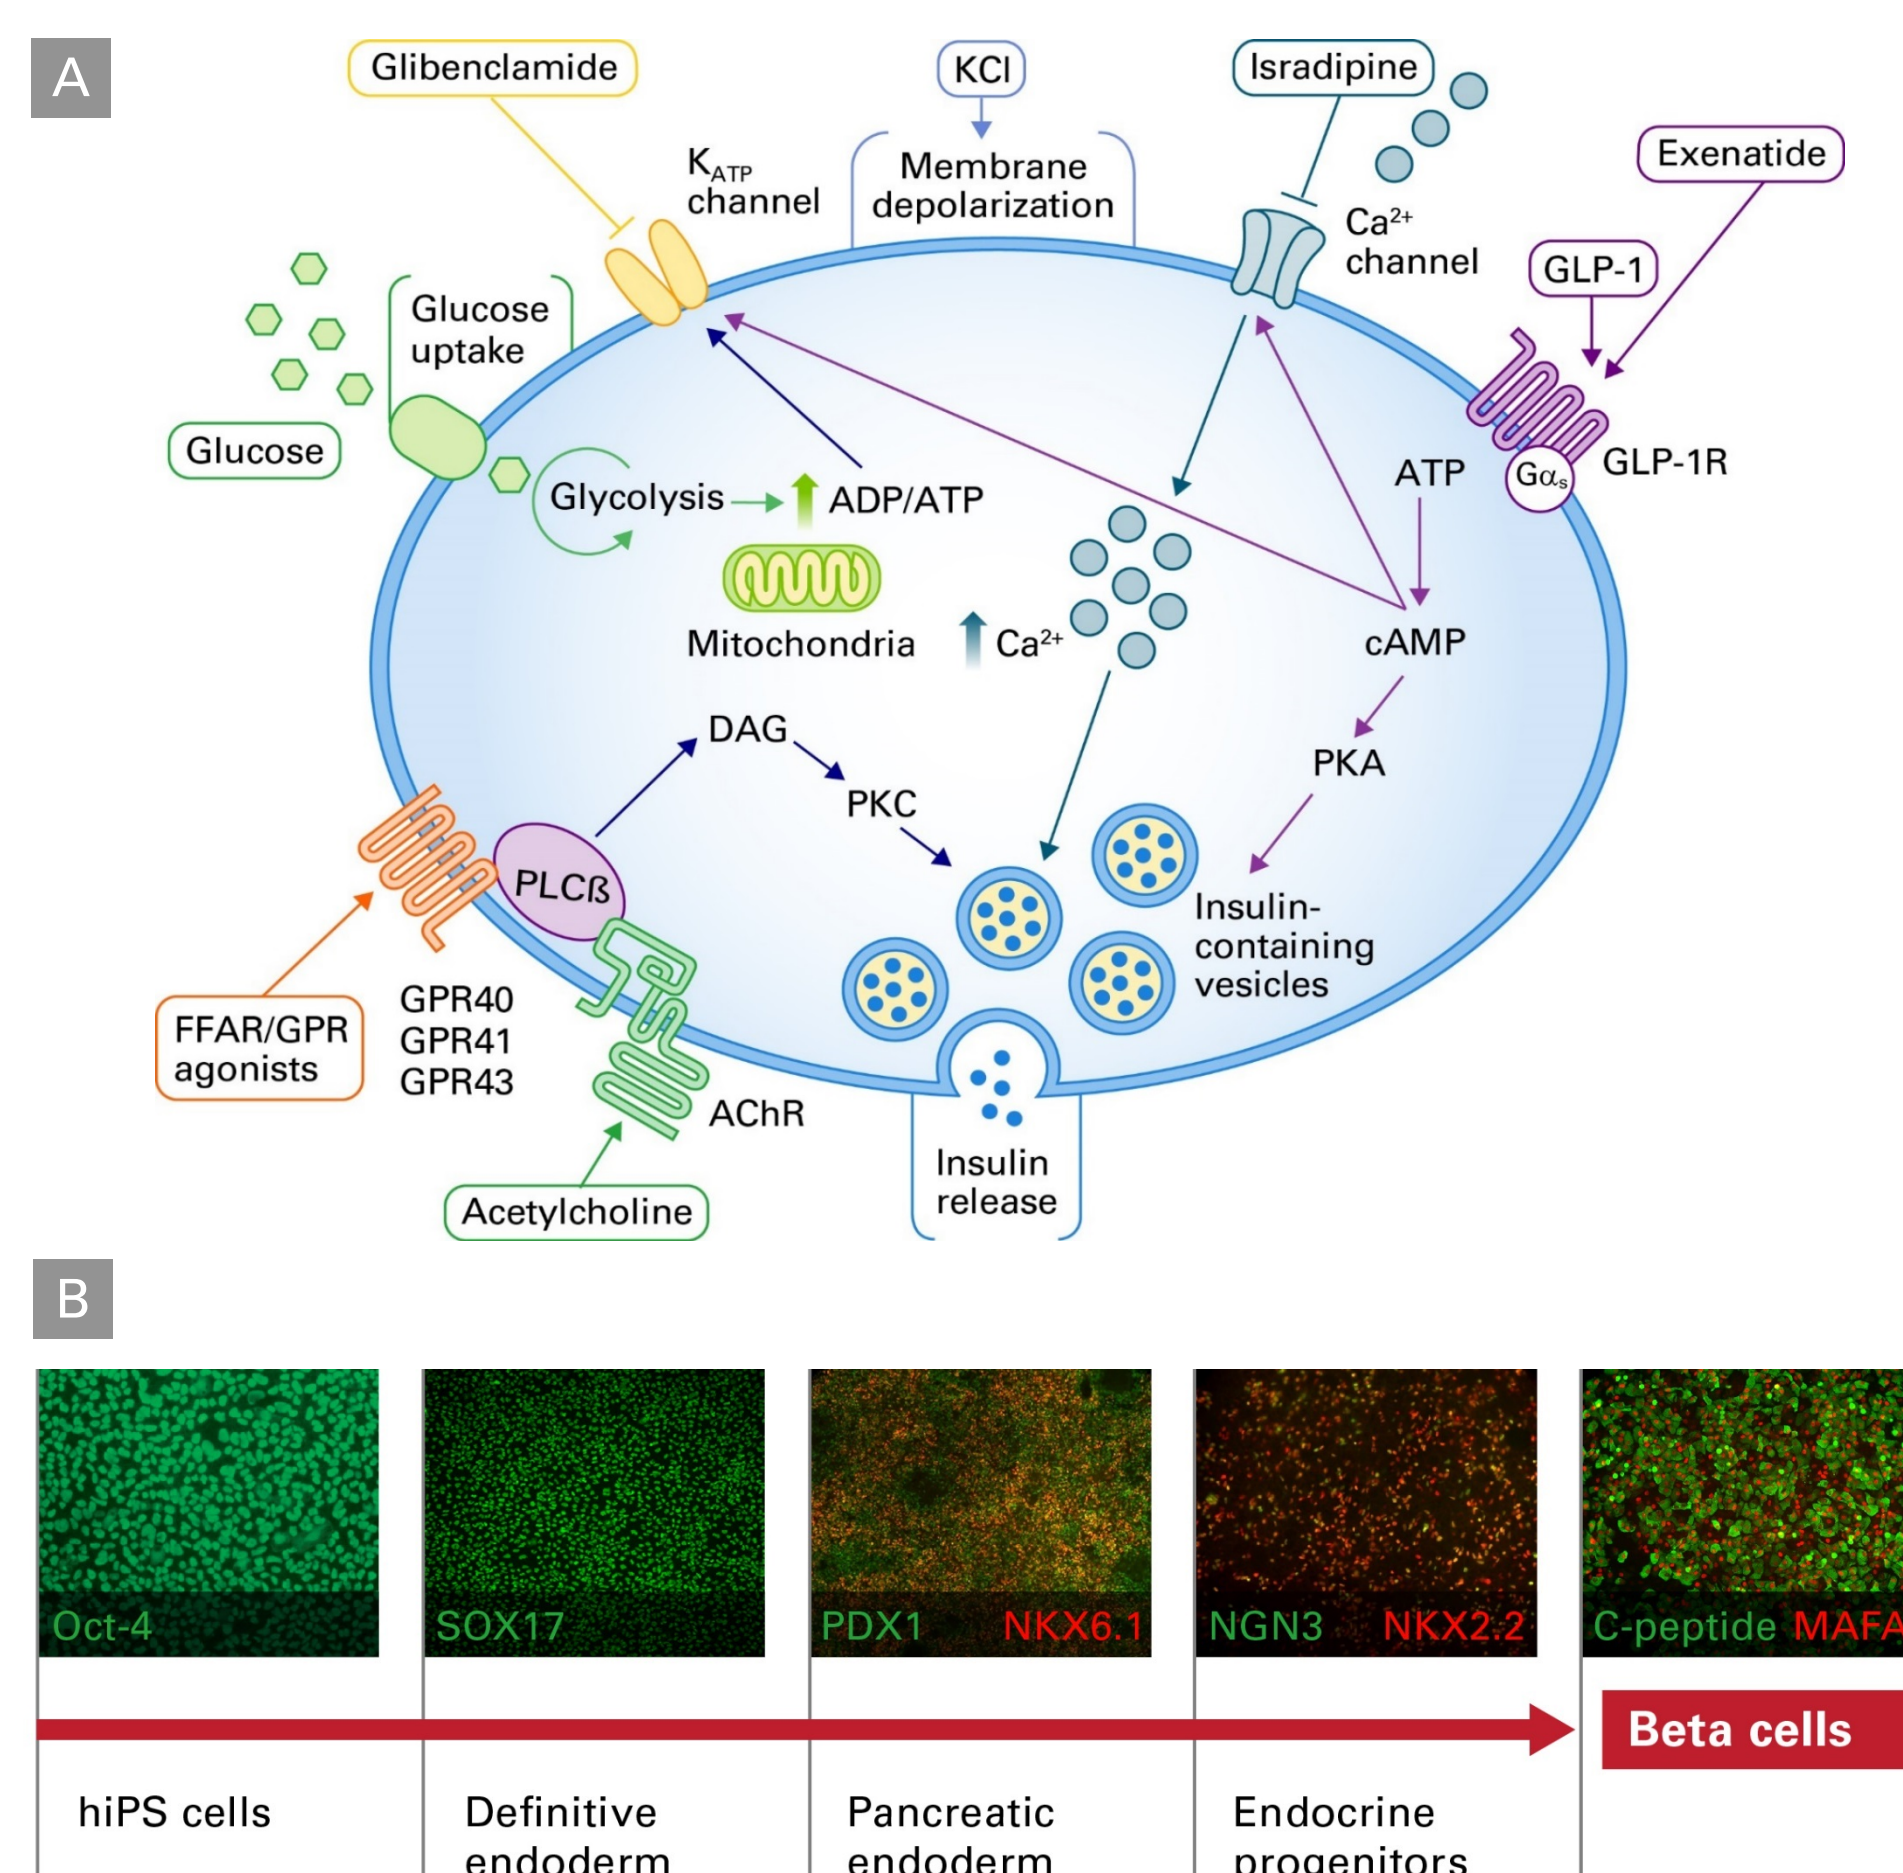 A
Glibenclamide
KCl
Isradipine
Exenatide
K_ATP
channel
Membrane
depolarization
Ca²⁺
channel
GLP-1
Glucose
uptake
Glucose
Glycolysis
ADP/ATP
ATP
Gαs
GLP-1R
Mitochondria
Ca²⁺
cAMP
DAG
PKC
PKA
PLCß
Insulin-
containing
vesicles
FFAR/GPR
agonists
GPR40
GPR41
GPR43
AChR
Acetylcholine
Insulin
release
B
Oct-4
SOX17
PDX1 NKX6.1
NGN3 NKX2.2
C-peptide MAFA
Beta cells
hiPS cells
Definitive
endoderm
Pancreatic
endoderm
Endocrine
progenitors